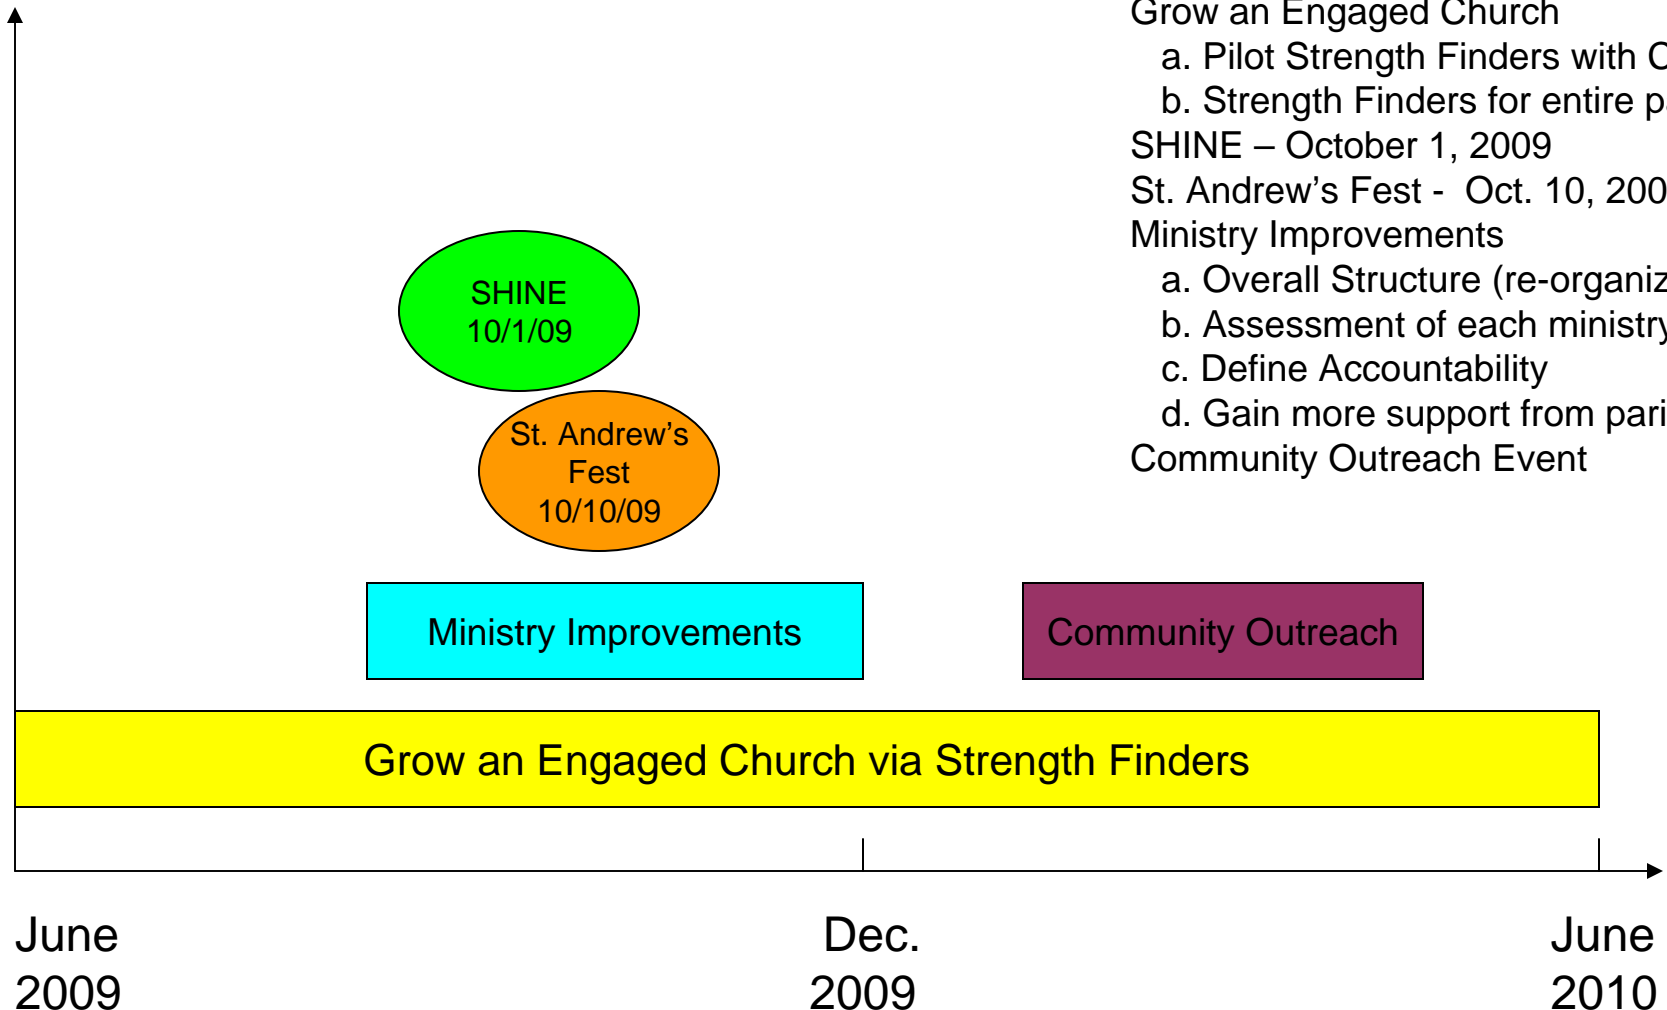 Grow an Engaged Church
a. Pilot Strength Finders with
b. Strength Finders for entire
SHINE – October 1, 2009
St. Andrew’s Fest - Oct. 10,
Ministry Improvements
a. Overall Structure
b. Assessment of each ministry
c. Define Accountability
d. Gain more support from
Community Outreach Event
SHINE
10/1/09
St. Andrew’s
Fest
10/10/09
Ministry Improvements
Community Outreach
Grow an Engaged Church via Strength Finders
June
2009
Dec.
2009
June
2010